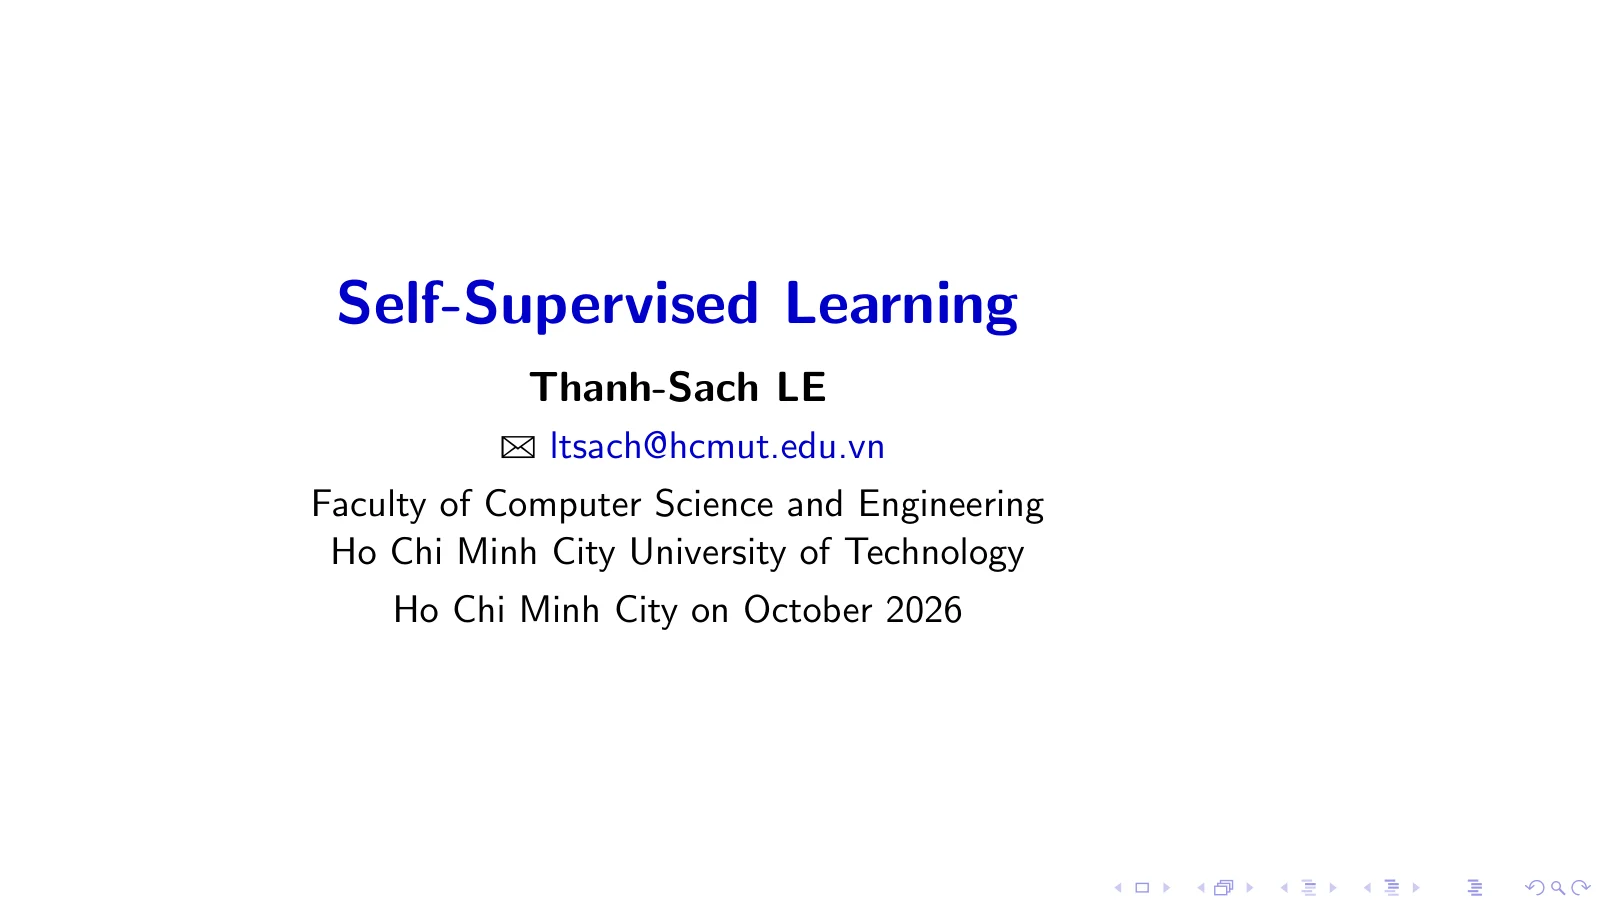 Self-Supervised Learning
Thanh-Sach LE
ltsach@hcmut.edu.vn
Faculty of Computer Science and Engineering
Ho Chi Minh City University of Technology
Ho Chi Minh City on October 2026